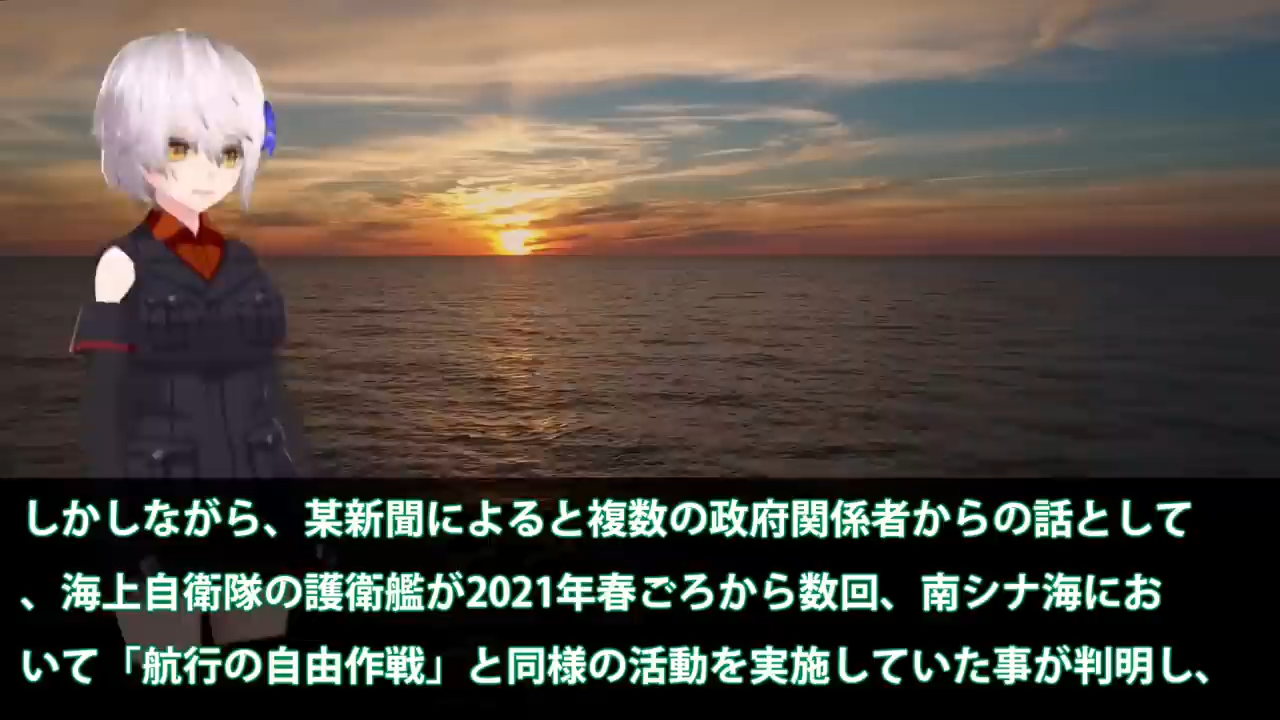 しかしながら、某新聞によると複数の政府関係者からの話として
、海上自衛隊の護衛艦が2021年春ごろから数回、南シナ海にお
いて「航行の自由作戦」と同様の活動を実施していた事が判明し、